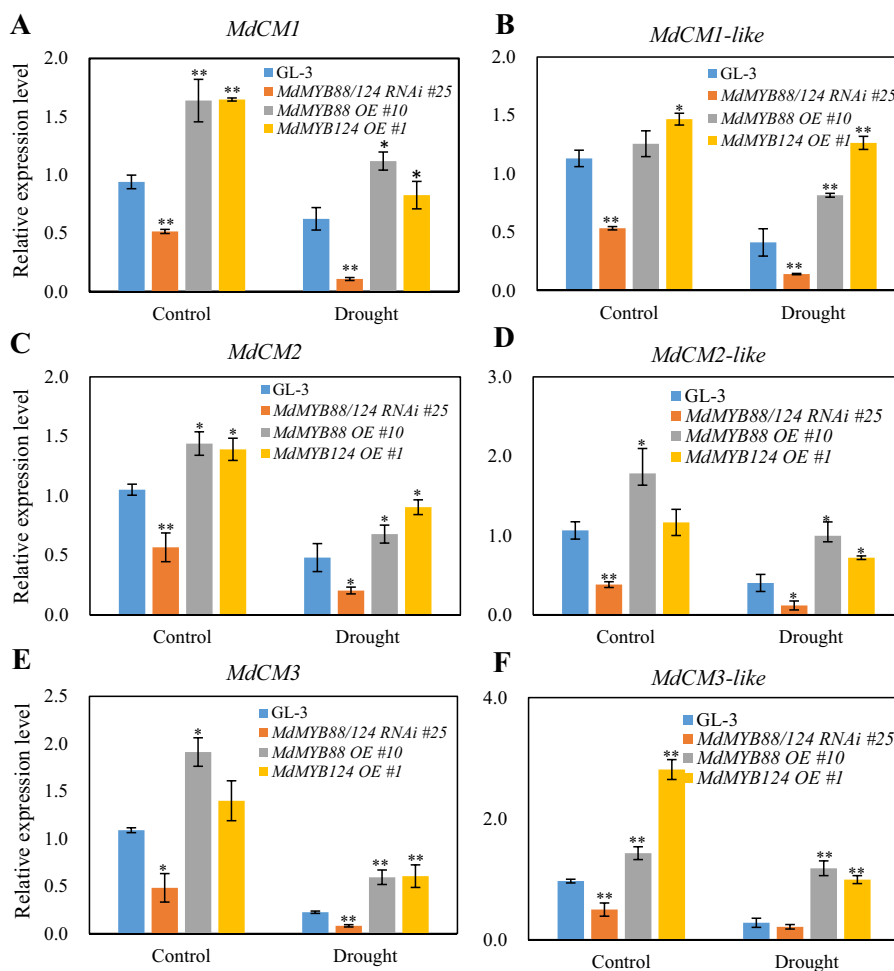 A
MdCM1
Relative expression level
2.0
1.5
1.0
0.5
0.0
GL-3
MdMYB88/124 RNAi #25
MdMYB88 OE #10
MdMYB124 OE #1
** ** ** ** * *
Control Drought
B
MdCM1-like
2.0
1.5
1.0
0.5
0.0
GL-3
MdMYB88/124 RNAi #25
MdMYB88 OE #10
MdMYB124 OE #1
** * ** ** **
Control Drought
C
MdCM2
Relative expression level
2.0
1.5
1.0
0.5
0.0
GL-3
MdMYB88/124 RNAi #25
MdMYB88 OE #10
MdMYB124 OE #1
** * * * * *
Control Drought
D
MdCM2-like
3.0
2.0
1.0
0.0
GL-3
MdMYB88/124 RNAi #25
MdMYB88 OE #10
MdMYB124 OE #1
** * * * *
Control Drought
E
MdCM3
Relative expression level
2.5
2.0
1.5
1.0
0.5
0.0
GL-3
MdMYB88/124 RNAi #25
MdMYB88 OE #10
MdMYB124 OE #1
* * ** ** **
Control Drought
F
MdCM3-like
4.0
2.0
0.0
GL-3
MdMYB88/124 RNAi #25
MdMYB88 OE #10
MdMYB124 OE #1
** ** ** ** **
Control Drought